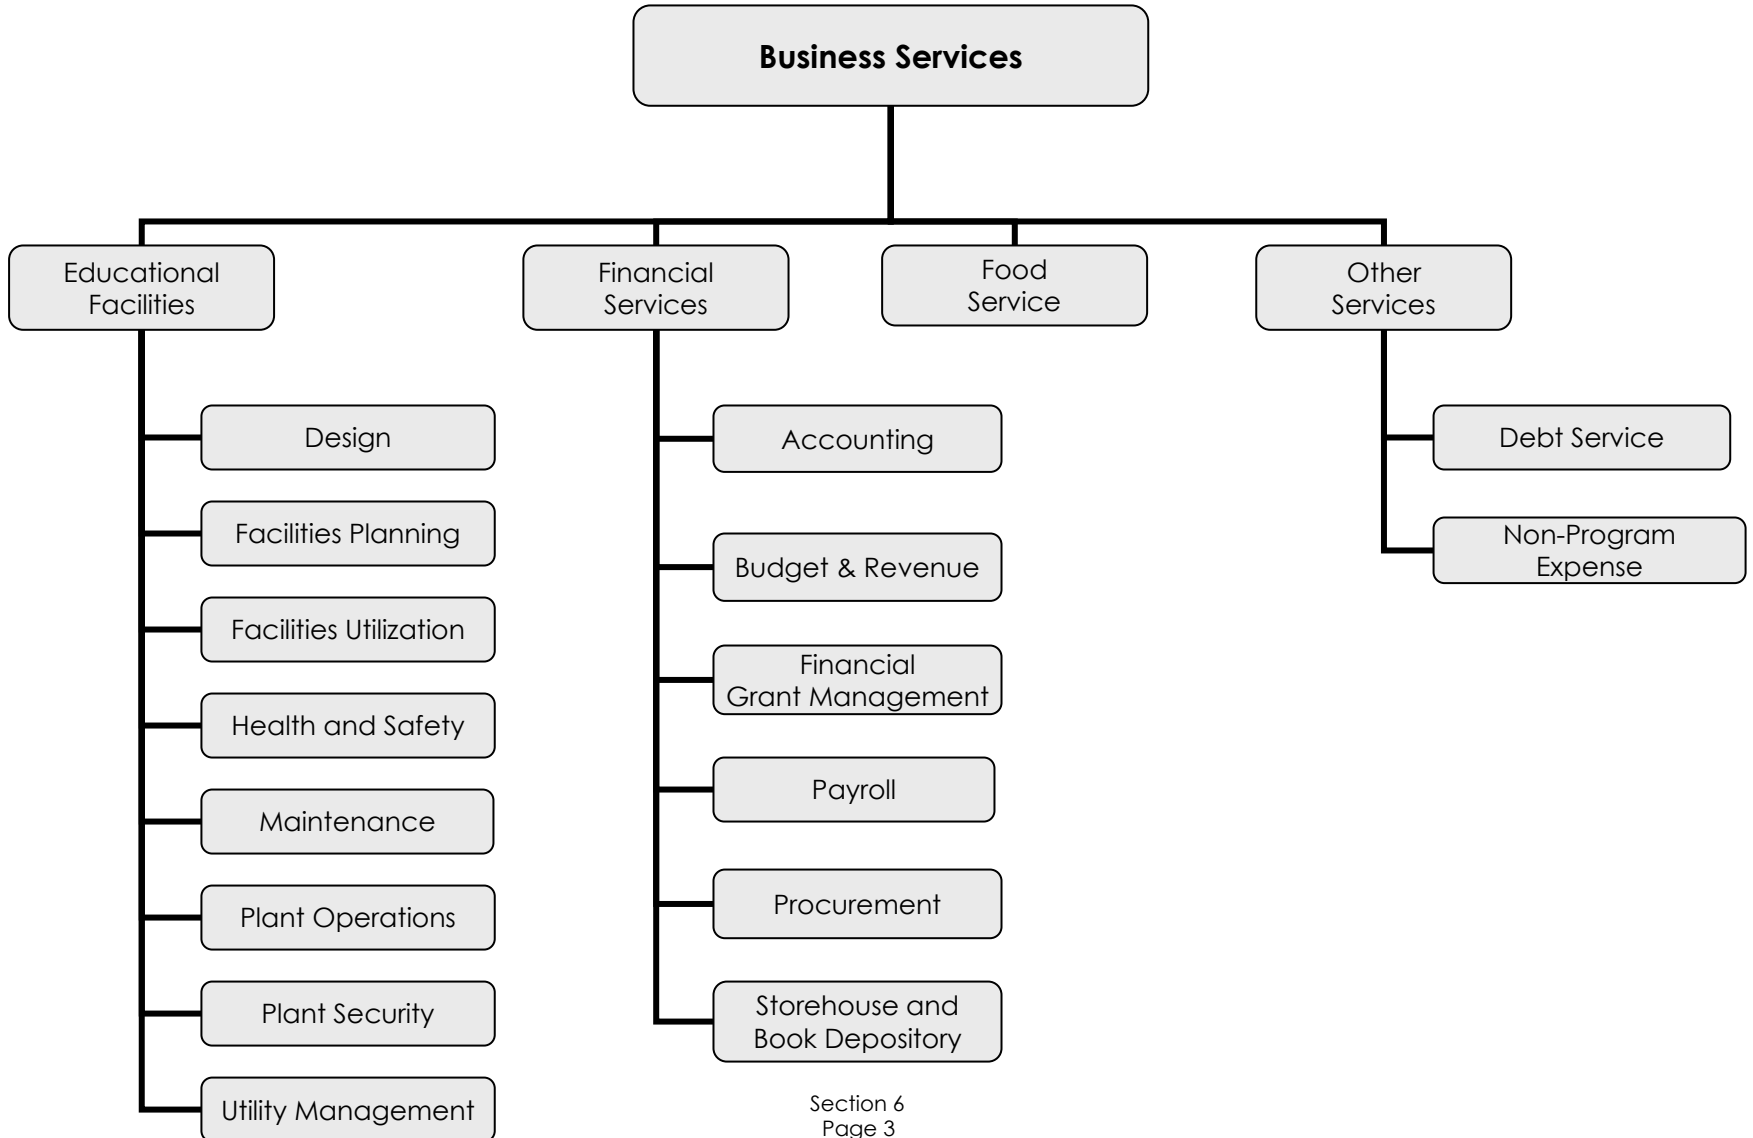 Business Services
Educational
Facilities
Financial
Services
Food
Service
Other
Services
Design
Facilities Planning
Facilities Utilization
Health and Safety
Maintenance
Plant Operations
Plant Security
Utility Management
Accounting
Budget & Revenue
Financial
Grant Management
Payroll
Procurement
Storehouse and
Book Depository
Debt Service
Non-Program
Expense
Section 6
Page 3